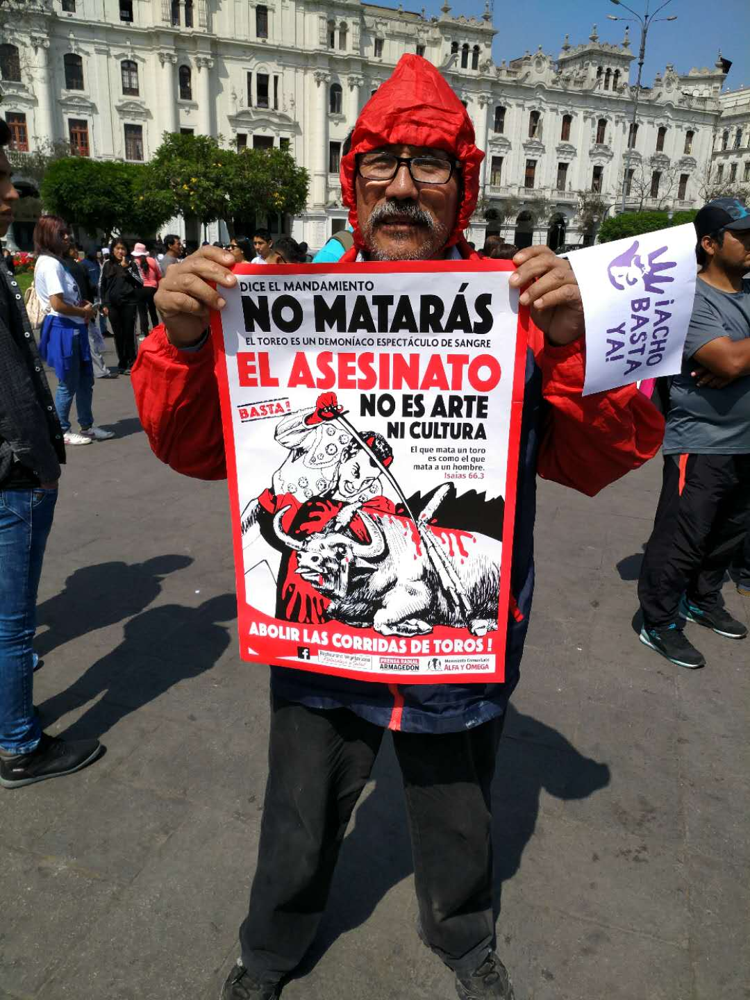 DICE EL MANDAMIENTO
NO MATARÁS
EL TOREO ES UN DEMONÍACO ESPECTÁCULO DE SANGRE
EL ASESINATO
BASTA!
NO ES ARTE
NI CULTURA
El que mata un toro
es como el que
mata a un hombre.
Isaías 66.3
ABOLIR LAS CORRIDAS DE TOROS !
f
Restaurant Vegetariano
PRENSA RADIAL
ARMAGEDON
Movimiento Comunitario
ALFA Y OMEGA
¡ACHO
BASTA
YA!